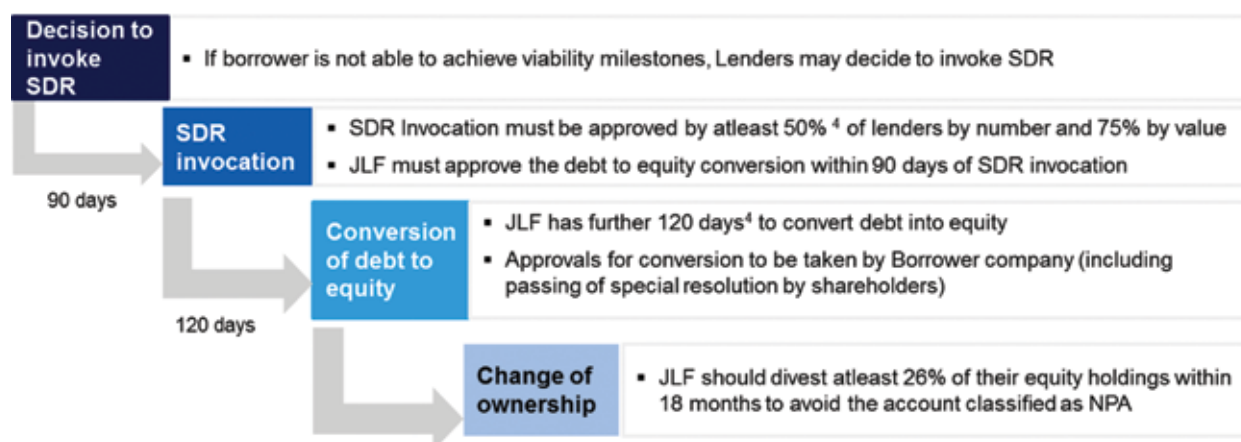 Decision to
invoke
SDR
▪ If borrower is not able to achieve viability milestones, Lenders may decide to invoke SDR
SDR
invocation
▪ SDR Invocation must be approved by atleast 50% ⁴ of lenders by number and 75% by value
▪ JLF must approve the debt to equity conversion within 90 days of SDR invocation
90 days
Conversion
of debt to
equity
▪ JLF has further 120 days⁴ to convert debt into equity
▪ Approvals for conversion to be taken by Borrower company (including
passing of special resolution by shareholders)
120 days
Change of
ownership
▪ JLF should divest atleast 26% of their equity holdings within
18 months to avoid the account classified as NPA